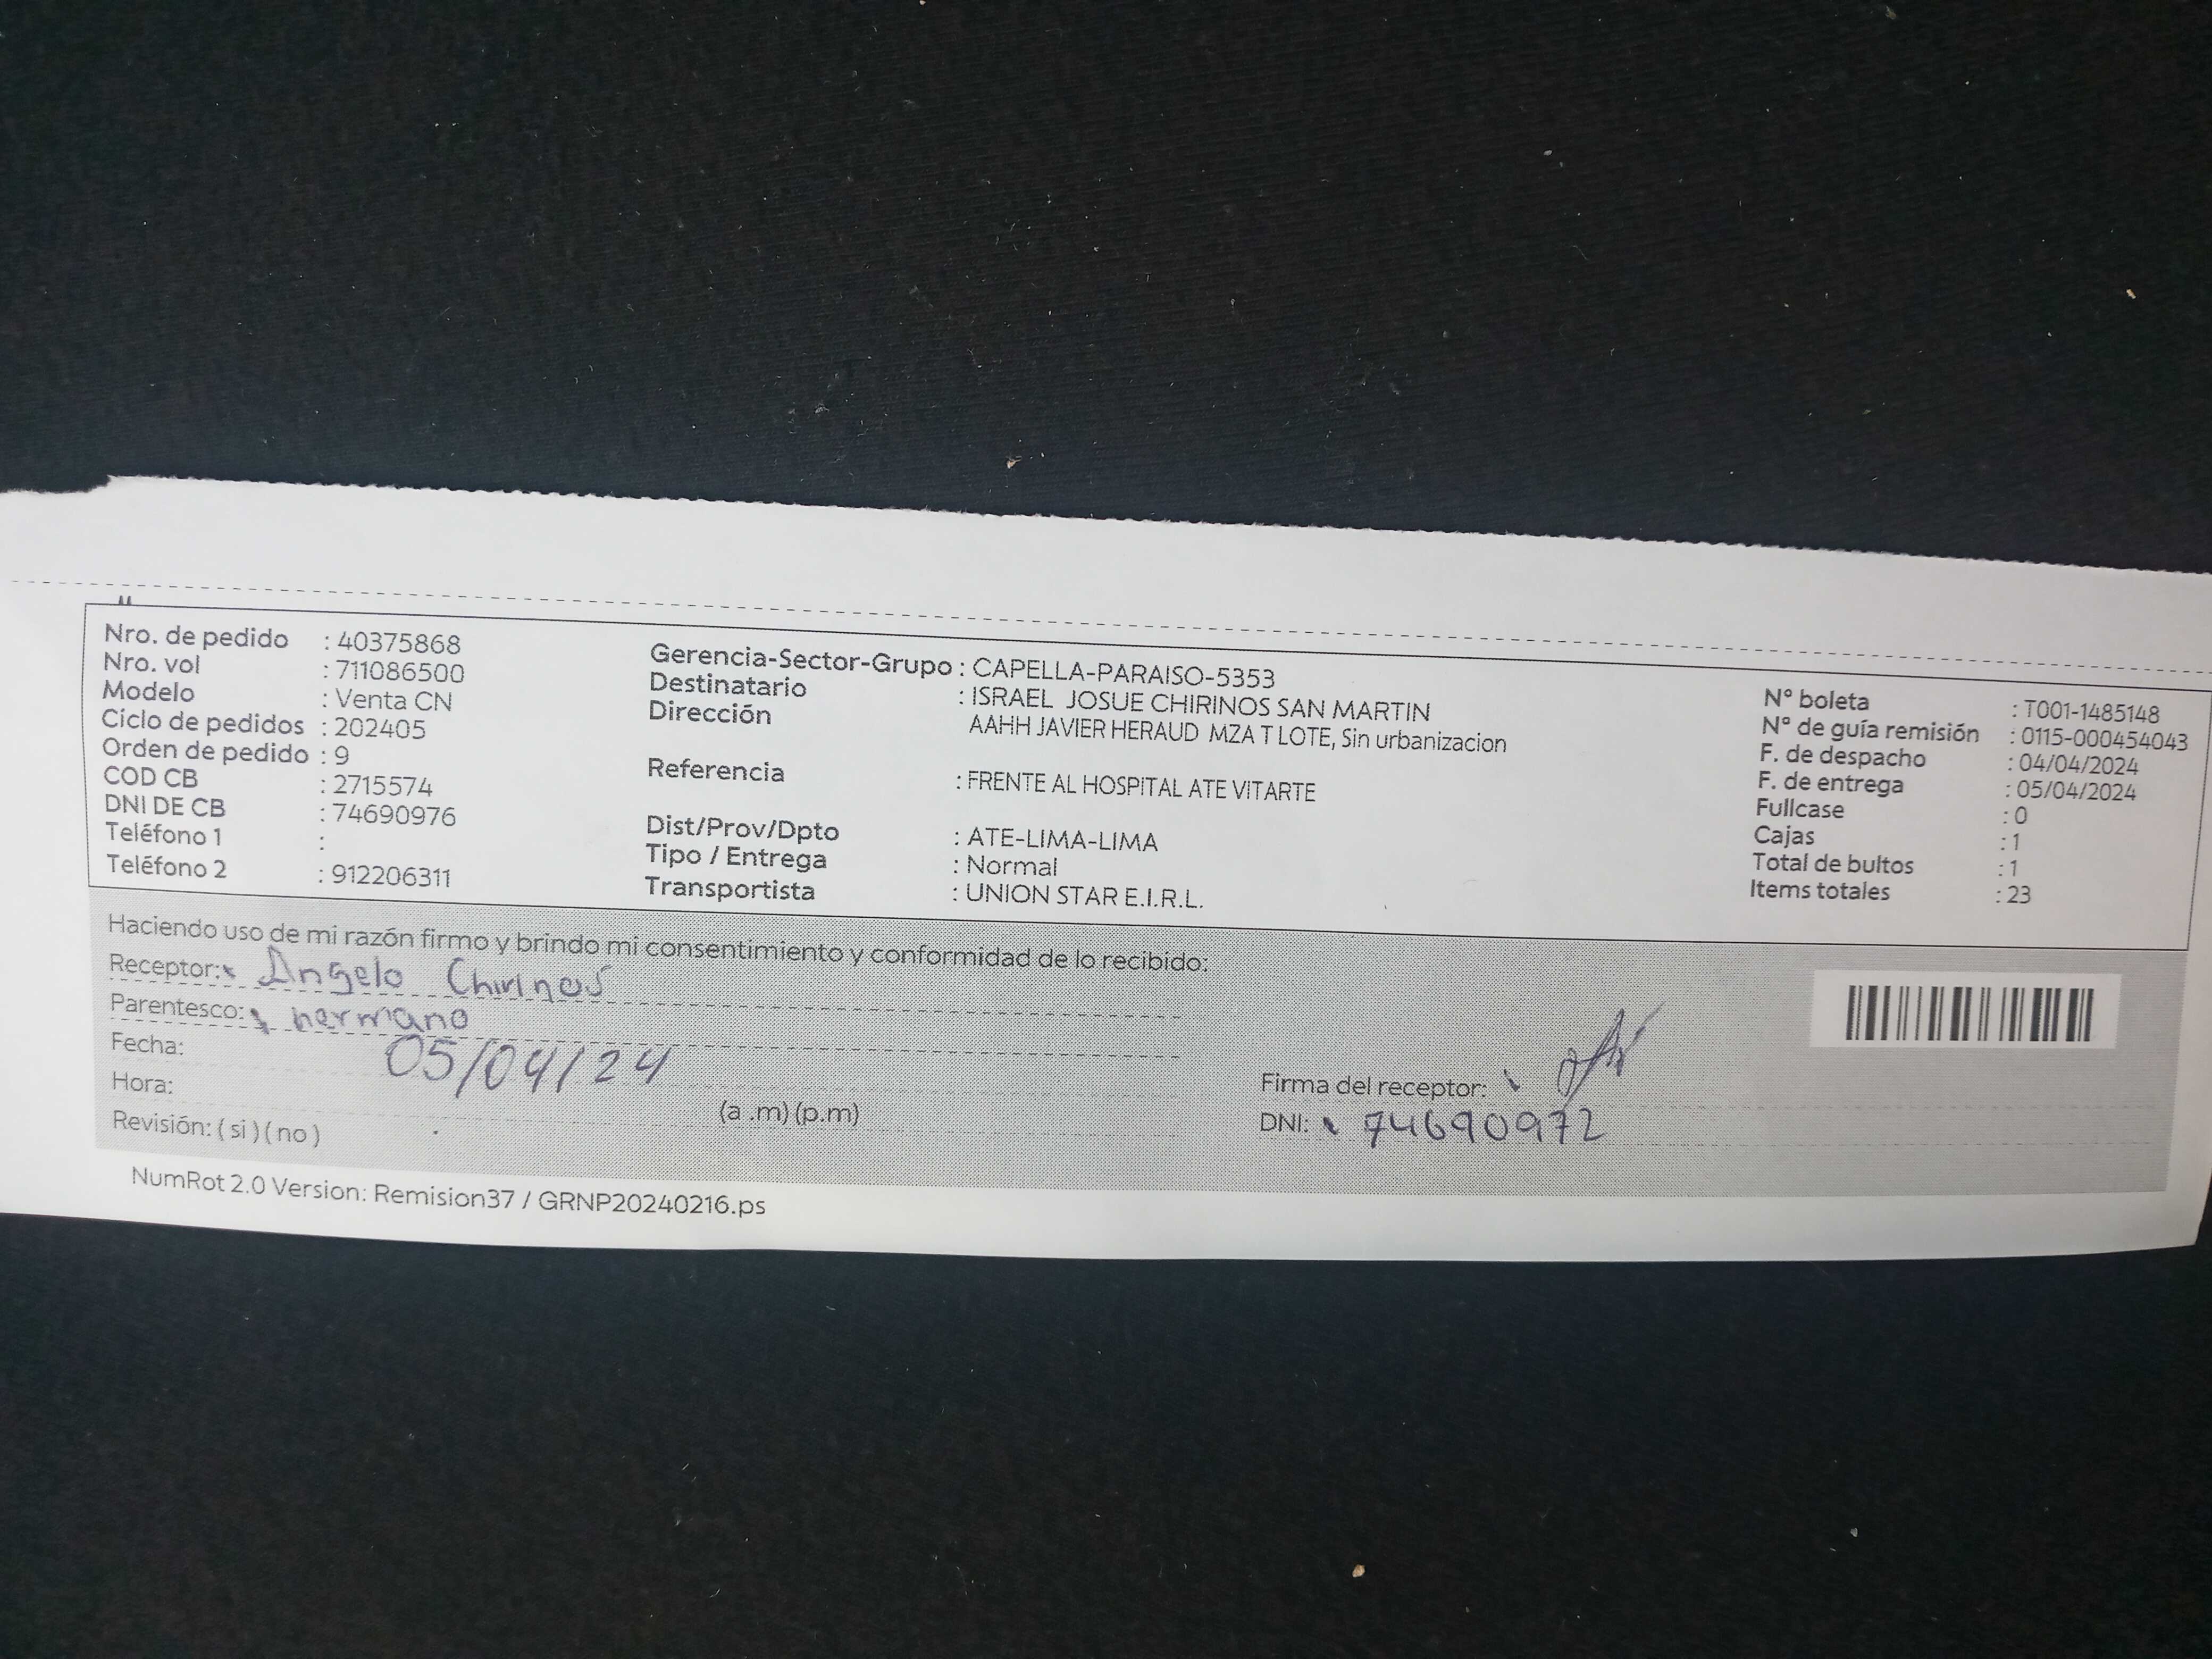 Nro. de pedido : 40375868
Nro. vol : 711086500
Modelo : Venta CN
Ciclo de pedidos : 202405
Orden de pedido : 9
COD CB : 2715574
DNI DE CB : 74690976
Teléfono 1 :
Teléfono 2 : 912206311
Gerencia-Sector-Grupo : CAPELLA-PARAISO-5353
Destinatario : ISRAEL JOSUE CHIRINOS SAN MARTIN
Dirección AAHH JAVIER HERAUD MZA T LOTE, Sin urbanizacion
Referencia : FRENTE AL HOSPITAL ATE VITARTE
Dist/Prov/Dpto : ATE-LIMA-LIMA
Tipo / Entrega : Normal
Transportista : UNION STAR E.I.R.L.
N° boleta : T001-1485148
N° de guía remisión : 0115-000454043
F. de despacho : 04/04/2024
F. de entrega : 05/04/2024
Fullcase : 0
Cajas : 1
Total de bultos : 1
Items totales : 23
Haciendo uso de mi razón firmo y brindo mi consentimiento y conformidad de lo recibido:
Receptor: Angelo Chirinos
Parentesco: hermano
Fecha: 05/04/24
Hora: (a .m) (p.m)
Revisión: ( si ) ( no )
Firma del receptor:
DNI: 74690972
NumRot 2.0 Version: Remision37 / GRNP20240216.ps